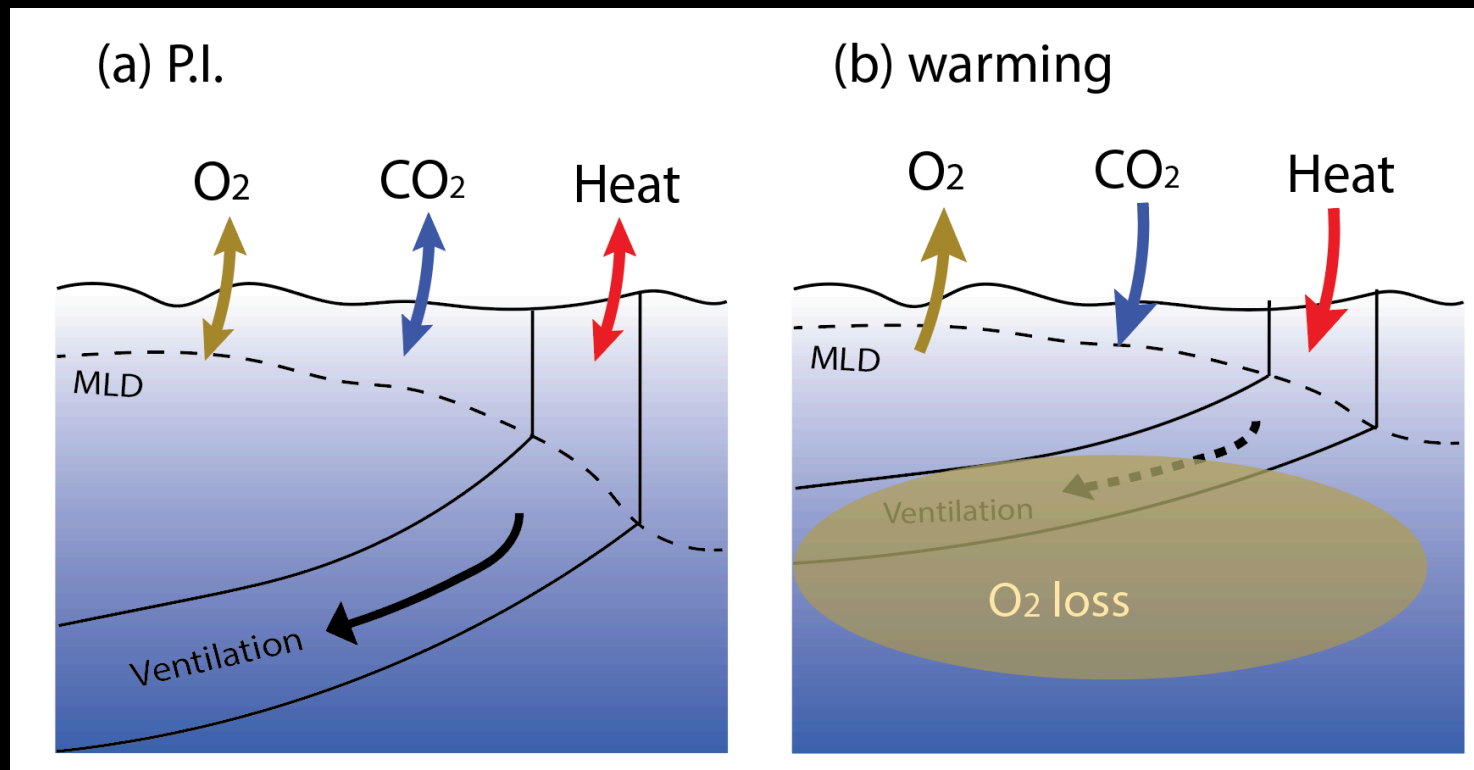 (a) P.I.
O2 CO2 Heat
MLD
Ventilation
(b) warming
O2 CO2 Heat
MLD
Ventilation
O2 loss